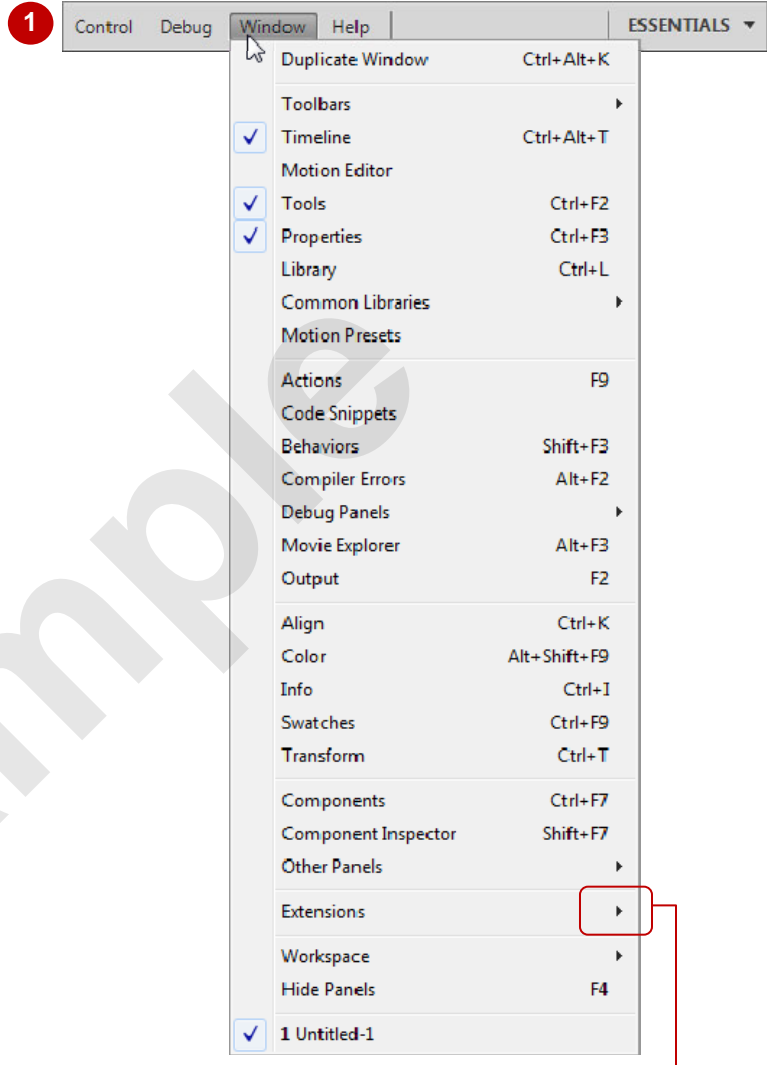 1
Control Debug Window Help ESSENTIALS
Duplicate Window Ctrl+Alt+K
Toolbars
Timeline Ctrl+Alt+T
Motion Editor
Tools Ctrl+F2
Properties Ctrl+F3
Library Ctrl+L
Common Libraries
Motion Presets
Actions F9
Code Snippets
Behaviors Shift+F3
Compiler Errors Alt+F2
Debug Panels
Movie Explorer Alt+F3
Output F2
Align Ctrl+K
Color Alt+Shift+F9
Info Ctrl+I
Swatches Ctrl+F9
Transform Ctrl+T
Components Ctrl+F7
Component Inspector Shift+F7
Other Panels
Extensions
Workspace
Hide Panels F4
1 Untitled-1